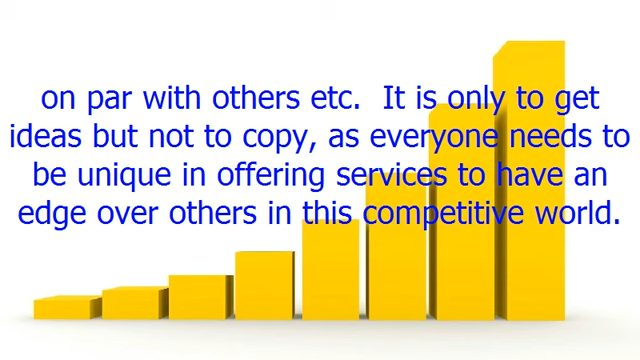 on par with others etc.  It is only to get
ideas but not to copy, as everyone needs to
be unique in offering services to have an
edge over others in this competitive world.